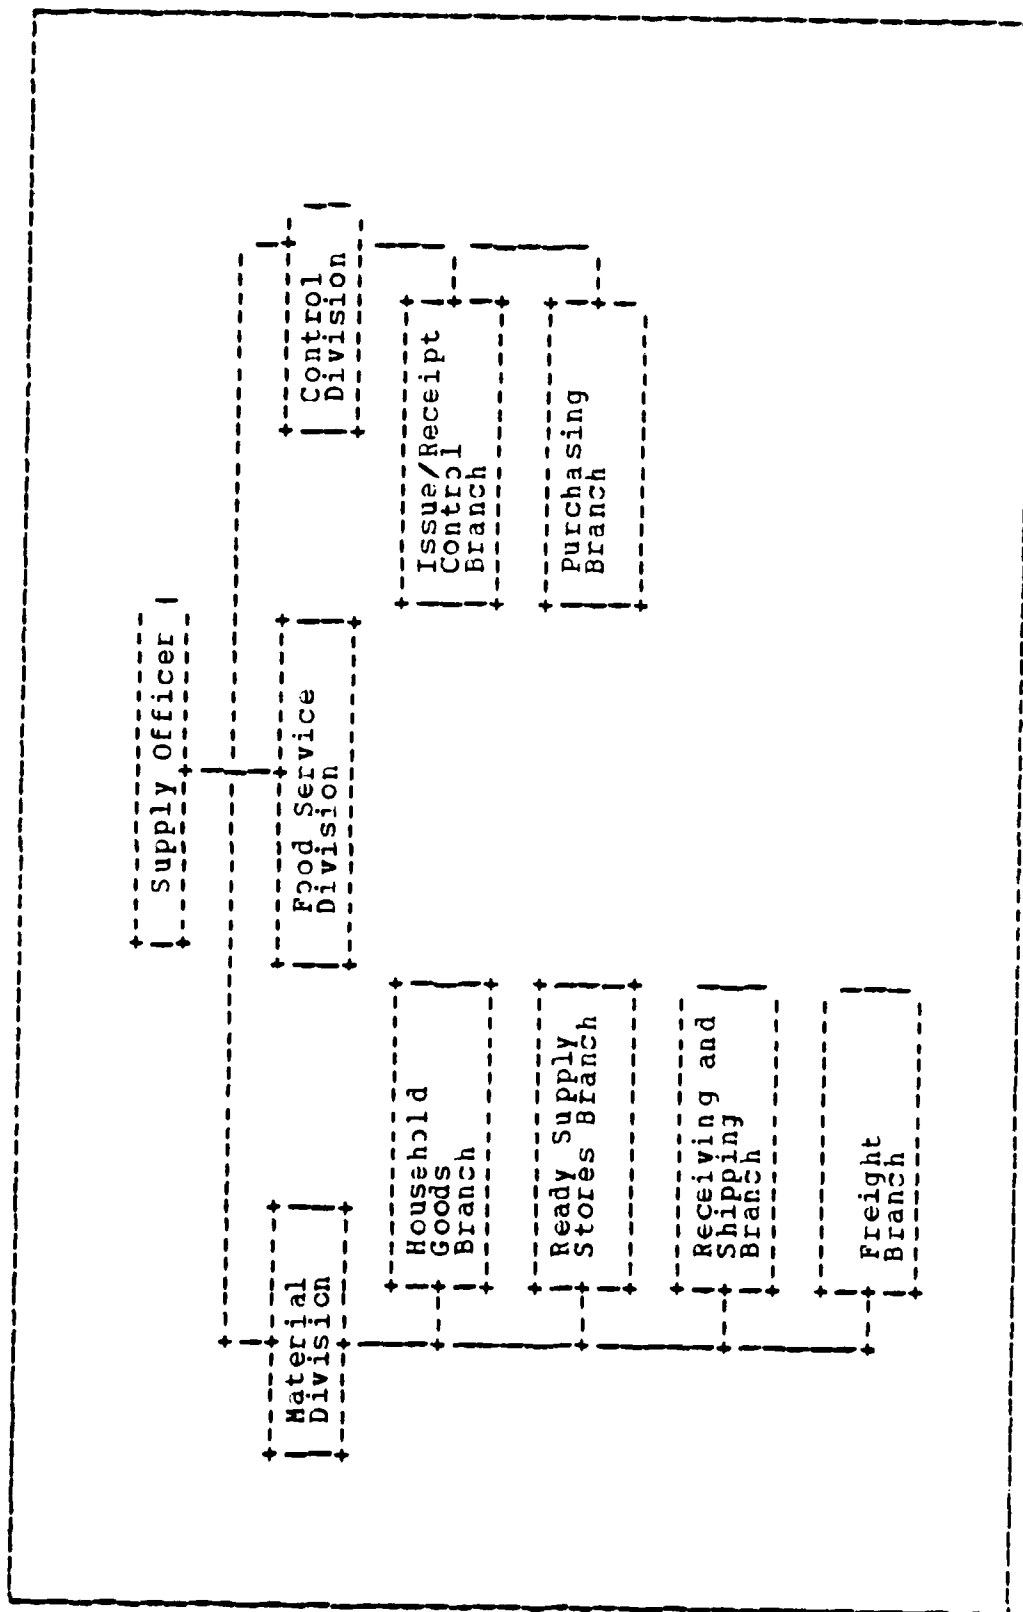 Supply Officer
Material
Division
Food Service
Division
Control
Division
Household
Goods
Branch
Ready Supply
Stores Branch
Receiving and
Shipping
Branch
Freight
Branch
Issue/Receipt
Control
Branch
Purchasing
Branch